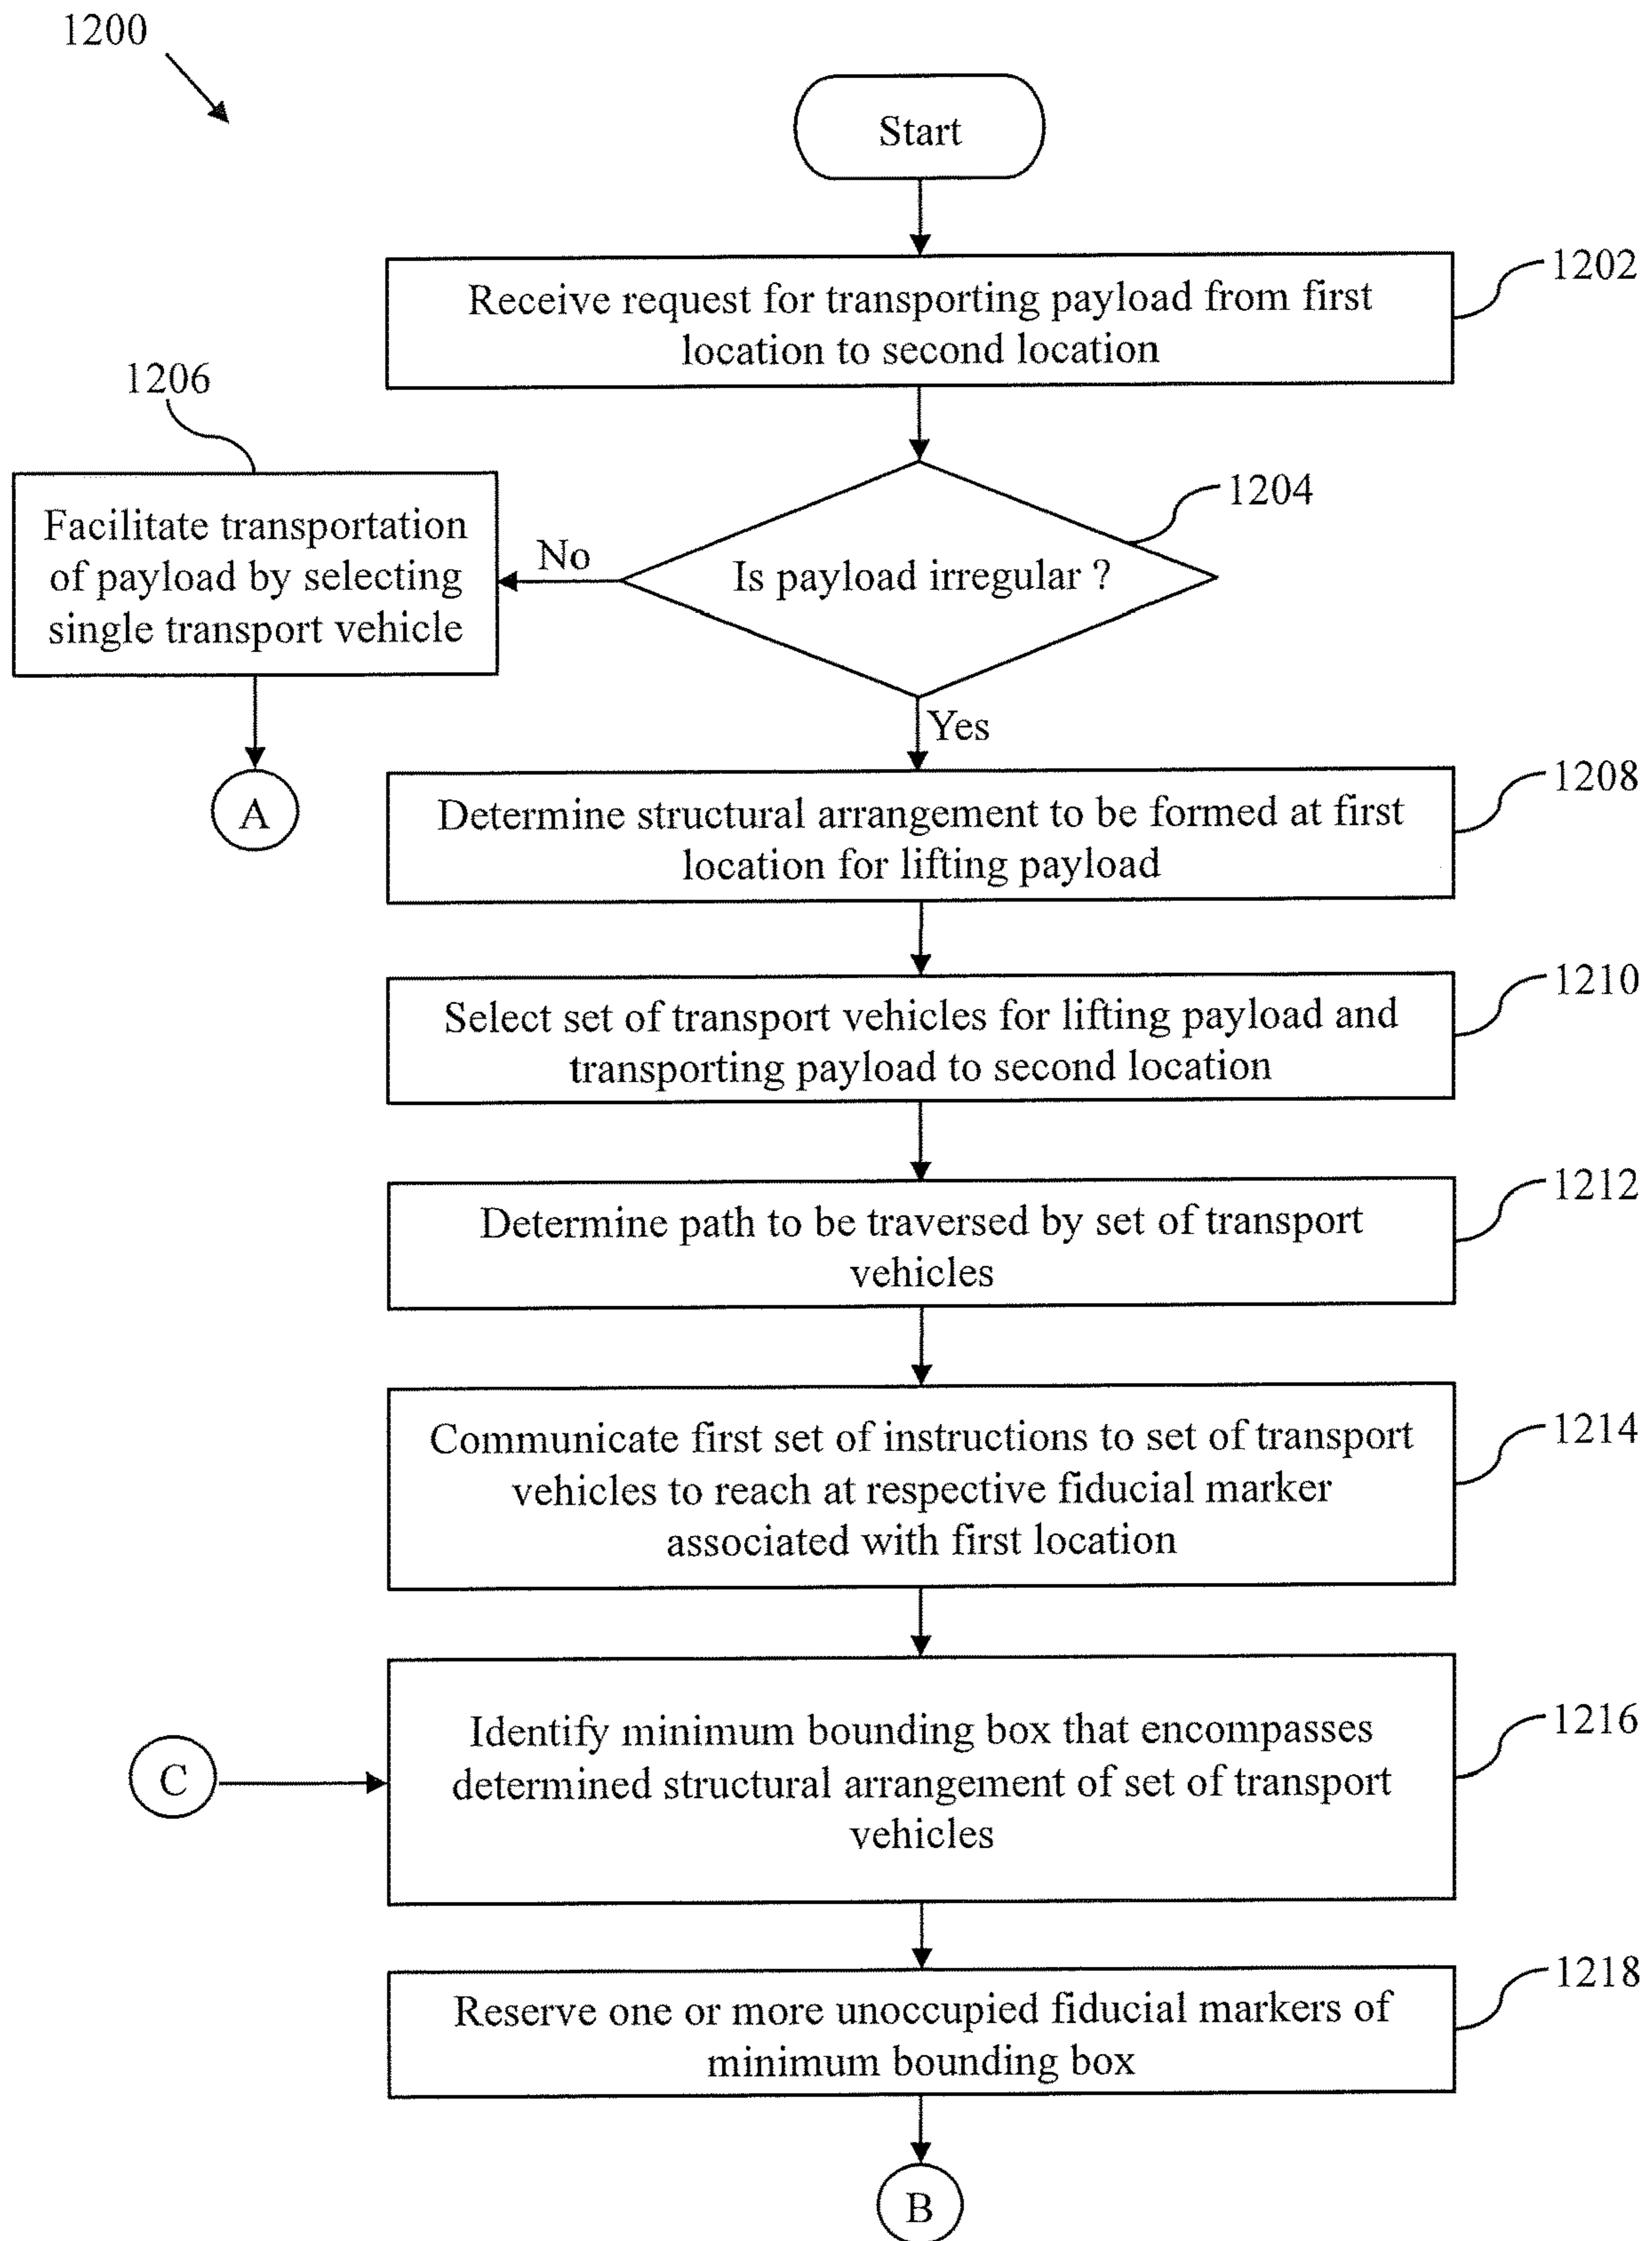 1200
Start
Receive request for transporting payload from first
location to second location
1202
1206
Facilitate transportation
of payload by selecting
single transport vehicle
No
Is payload irregular ?
1204
Yes
A
Determine structural arrangement to be formed at first
location for lifting payload
1208
Select set of transport vehicles for lifting payload and
transporting payload to second location
1210
Determine path to be traversed by set of transport
vehicles
1212
Communicate first set of instructions to set of transport
vehicles to reach at respective fiducial marker
associated with first location
1214
C
Identify minimum bounding box that encompasses
determined structural arrangement of set of transport
vehicles
1216
Reserve one or more unoccupied fiducial markers of
minimum bounding box
1218
B